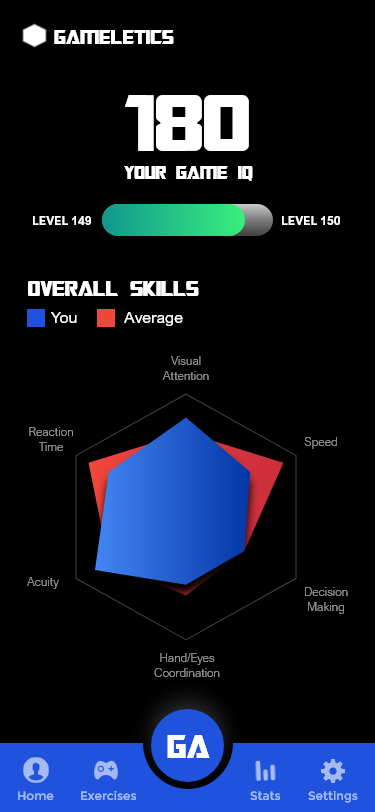 GAMELETICS
180
YOUR GAME IQ
LEVEL 149
LEVEL 150
OVERALL SKILLS
You
Average
Visual
Attention
Reaction
Time
Speed
Acuity
Decision
Making
Hand/Eyes
Coordination
GA
Home
Exercises
Stats
Settings